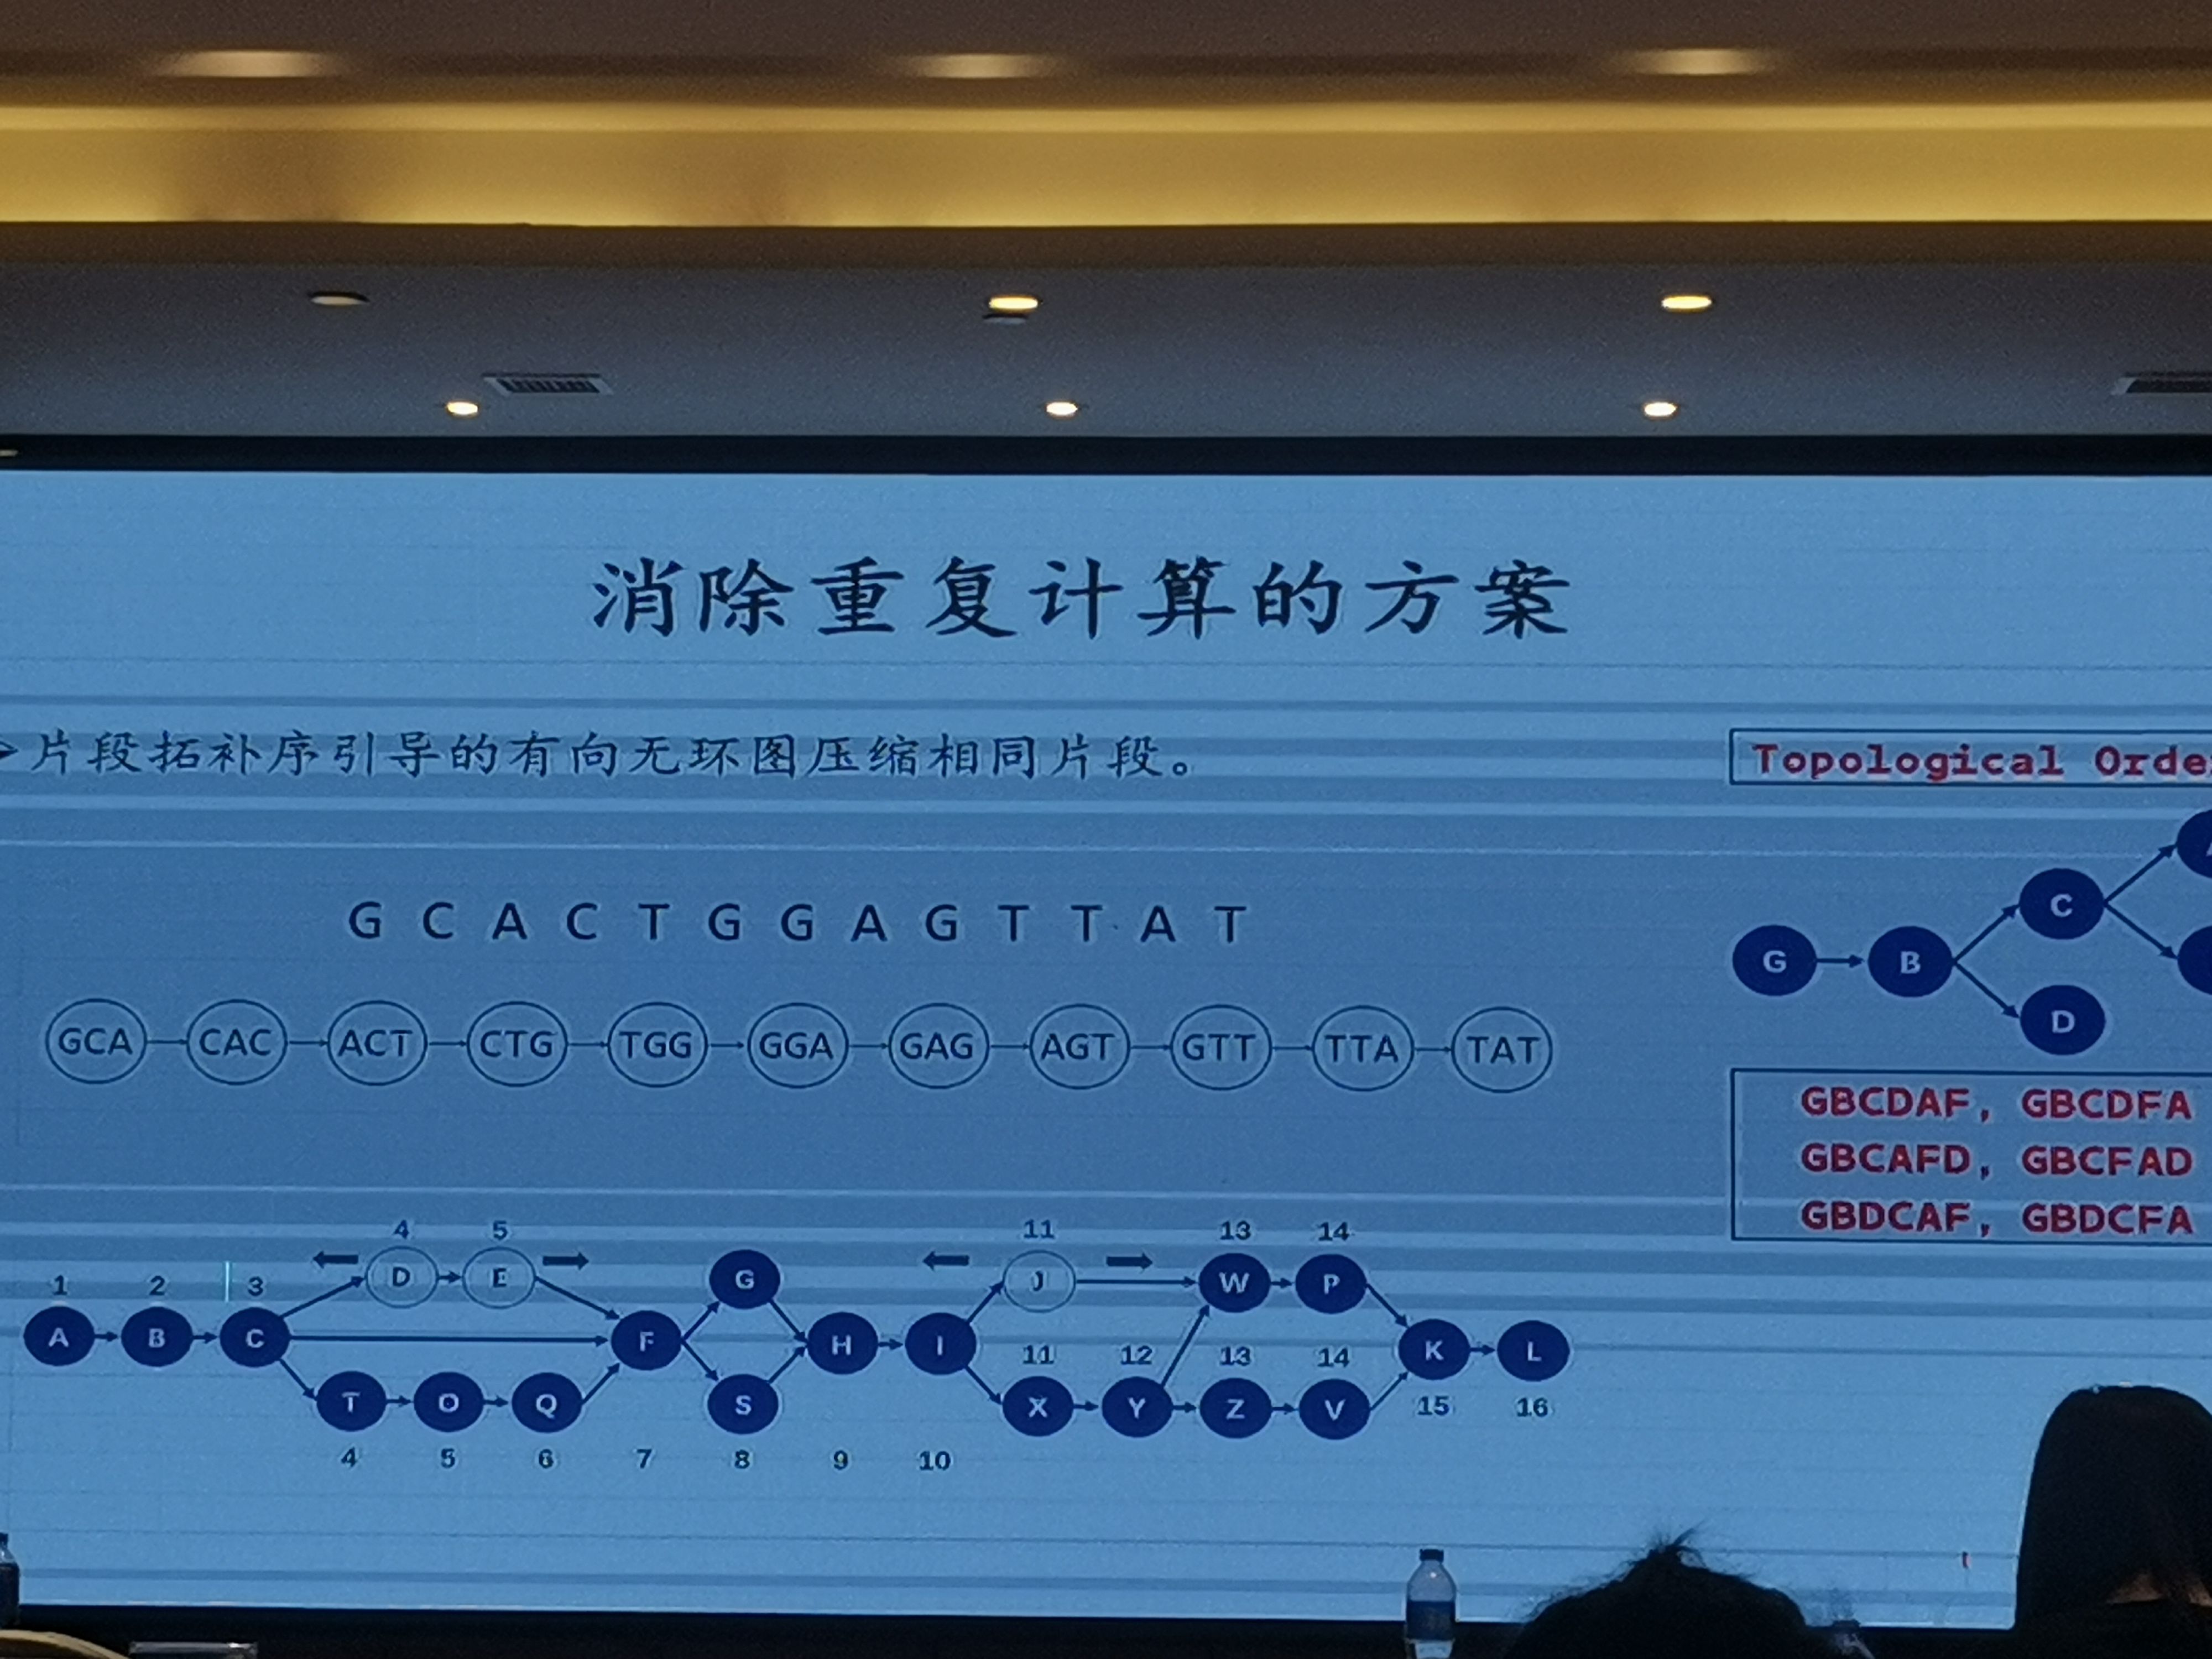 消除重复计算的方案
片段拓补序引导的有向无环图压缩相同片段。
Topological Orde
G C A C T G G A G T T A T
C
G B
D
GCA CAC ACT CTG TGG GGA GAG AGT GTT TTA TAT
GBCDAF, GBCDFA
GBCAFD, GBCFAD
GBDCAF, GBDCFA
4 5 11 13 14
D E G J W P
1 2 3
A B C F H I K L
11 12 13 14
T O Q S X Y Z V
15 16
4 5 6 7 8 9 10